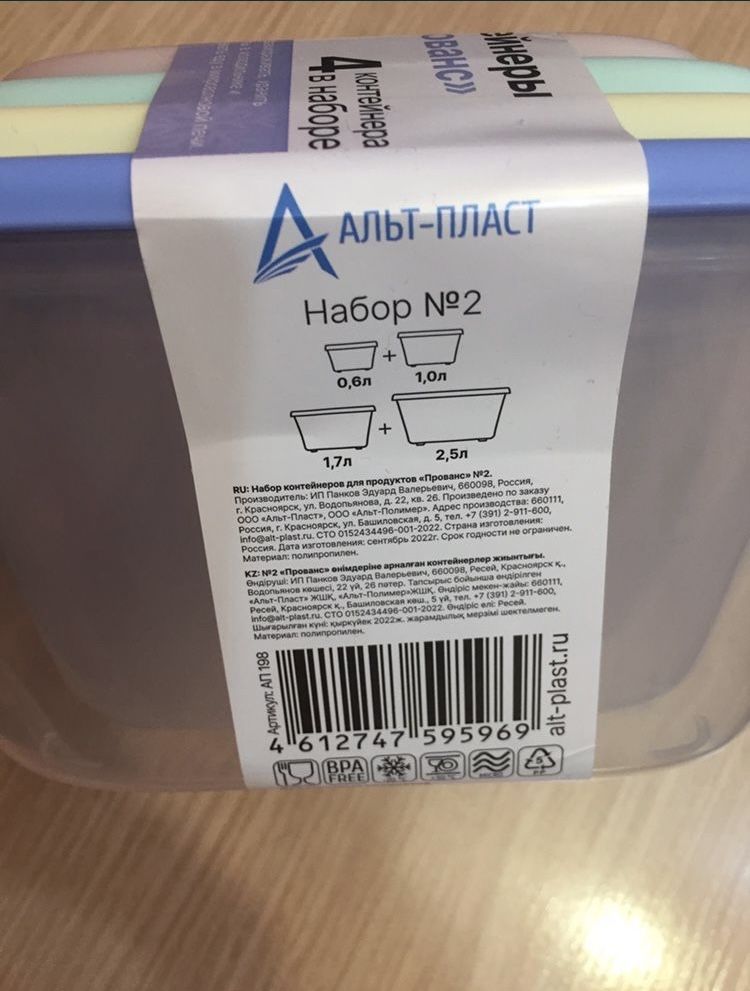 йнеры
ованс»
4 контейнера
в наборе
АЛЬТ-ПЛАСТ
Набор №2
0,6л + 1,0л
1,7л + 2,5л
RU: Набор контейнеров для продуктов «Прованс» №2.
Производитель: ИП Панков Эдуард Валерьевич, 660098, Россия,
г. Красноярск, ул. Водопьянова, д. 22, кв. 26. Произведено по заказу
ООО «Альт-Пласт», ООО «Альт-Полимер». Адрес производства: 660111,
Россия, г. Красноярск, ул. Башиловская, д. 5, тел. +7 (391) 2-911-600,
info@alt-plast.ru. СТО 0152434496-001-2022. Страна изготовления:
Россия. Дата изготовления: сентябрь 2022г. Срок годности не ограничен.
Материал: полипропилен.
KZ: №2 «Прованс» өнімдеріне арналған контейнерлер жиынтығы.
Өндіруші: ИП Панков Эдуард Валерьевич, 660098, Ресей, Красноярск қ.,
Водопьянов көшесі, 22 үй, 26 пәтер. Тапсырыс бойынша өндірілген
«Альт-Пласт» ЖШҚ, «Альт-Полимер»ЖШҚ, Өндіріс мекен-жайы: 660111,
Ресей, Красноярск қ., Башиловская көш., 5 үй, тел. +7 (391) 2-911-600,
info@alt-plast.ru. СТО 0152434496-001-2022. Өндіріс елі: Ресей.
Шығарылған күні: қыркүйек 2022ж. жарамдылық мерзімі шектелмеген.
Материал: полипропилен.
Артикул: АП 198
4 612747 595969
alt-plast.ru
BPA
FREE
MICRO
5
PP